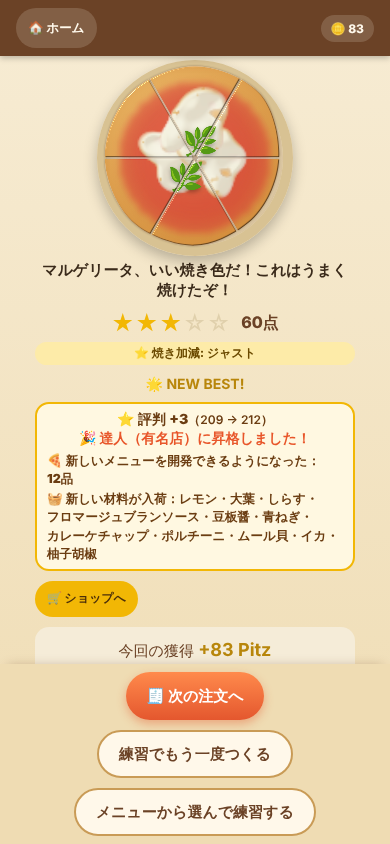 🏠 ホーム
🪙 83
マルゲリータ、いい焼き色だ！これはうまく
焼けたぞ！
★★★☆☆ 60点
⭐ 焼き加減: ジャスト
🌟 NEW BEST!
⭐ 評判 +3（209 → 212）
🎉 達人（有名店）に昇格しました！
🍕 新しいメニューを開発できるようになった：
12品
🧺 新しい材料が入荷：レモン・大葉・しらす・
フロマージュブランソース・豆板醤・青ねぎ・
カレーケチャップ・ポルチーニ・ムール貝・イカ・
柚子胡椒
🛒 ショップへ
今回の獲得 +83 Pitz
🧾 次の注文へ
練習でもう一度つくる
メニューから選んで練習する